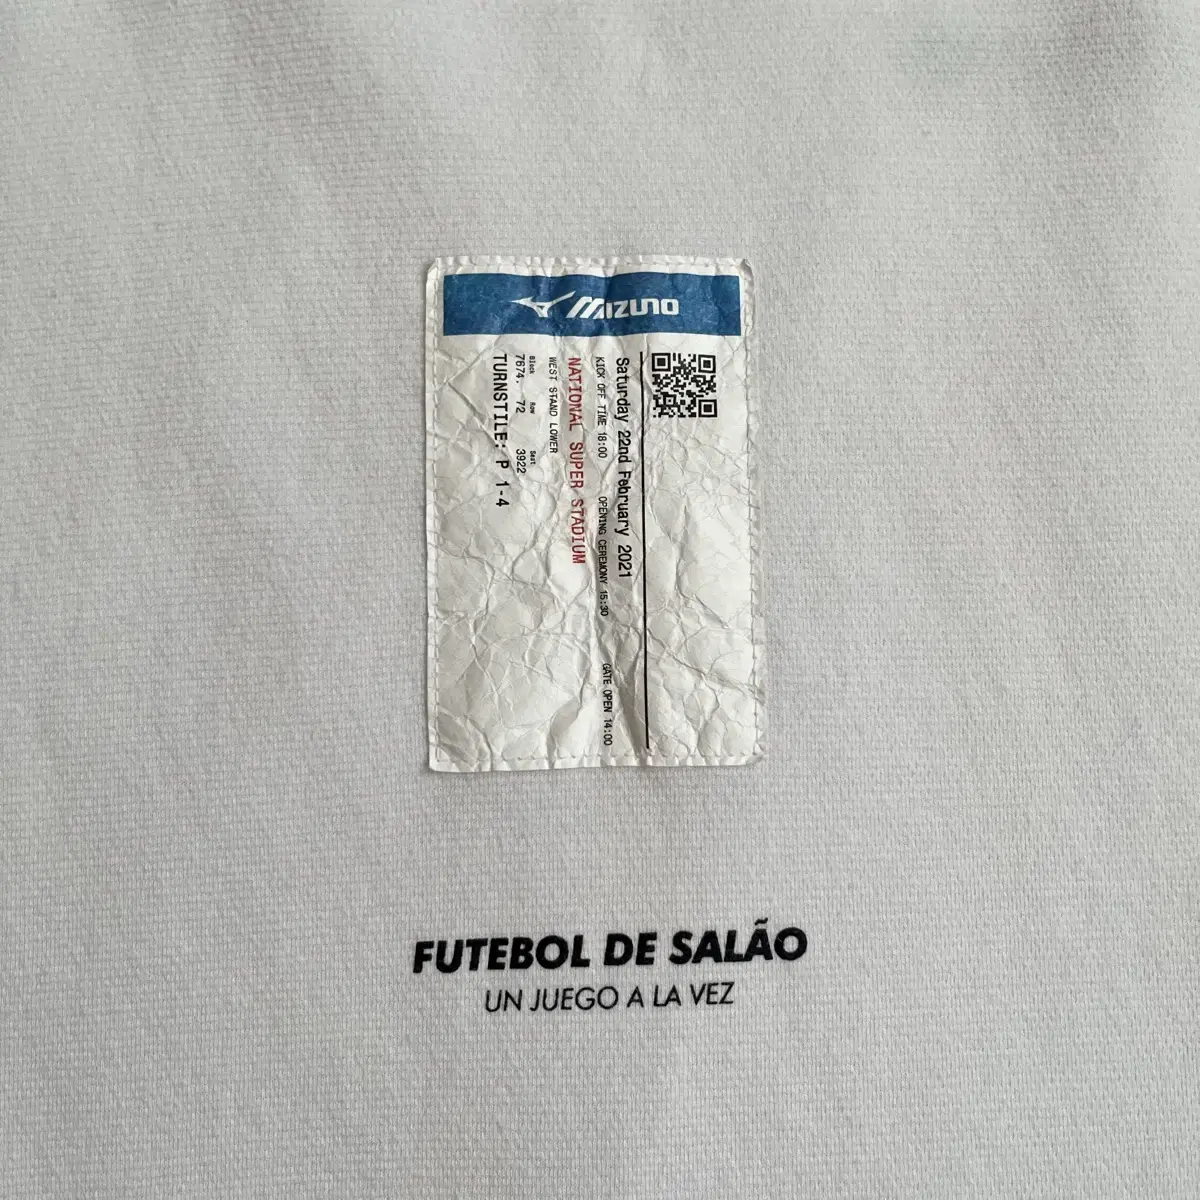 MIZUNO
Saturday 22nd February 2021
KICK OFF TIME 18:00 OPENING CEREMONY 15:30 GATE OPEN 14:00
NATIONAL SUPER STADIUM
WEST STAND LOWER
Block Row Seat
7674. 72 3922
TURNSTILE: P 1-4
FUTEBOL DE SALÃO
UN JUEGO A LA VEZ